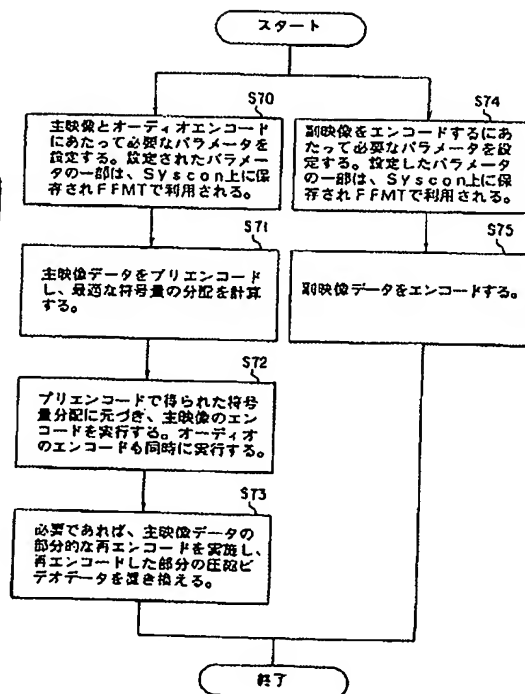 スタート
S70
主映像とオーディオエンコード
にあたって必要なパラメータを
設定する。設定されたパラメー
タの一部は、Syscon上に保
存されFFMTで利用される。
S74
副映像をエンコードするにあ
たって必要なパラメータを設
定する。設定したパラメータ
の一部は、Syscon上に保
存されFFMTで利用される。
S71
主映像データをプリエンコード
し、最適な符号量の分配を計算
する。
S75
副映像データをエンコードする。
S72
プリエンコードで得られた符号
量分配に元づき、主映像のエン
コードを実行する。オーディオ
のエンコードも同時に実行する。
S73
必要であれば、主映像データの
部分的な再エンコードを実施し、
再エンコードした部分の圧縮ビ
デオデータを置き換える。
終了